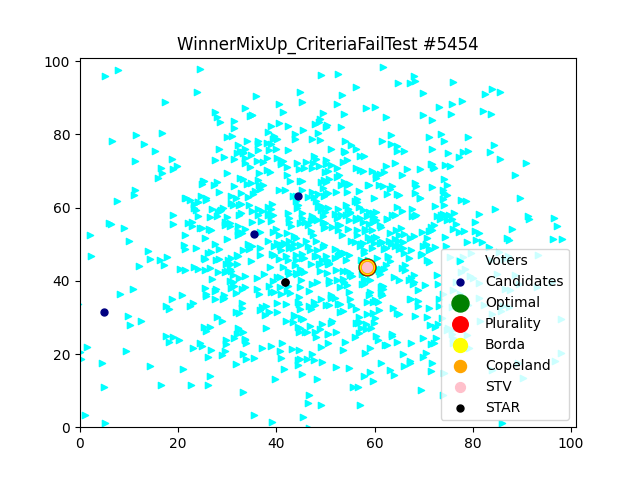 WinnerMixUp_CriteriaFailTest #5454
100
80
60
40
20
0
0 20 40 60 80 100
Voters
Candidates
Optimal
Plurality
Borda
Copeland
STV
STAR